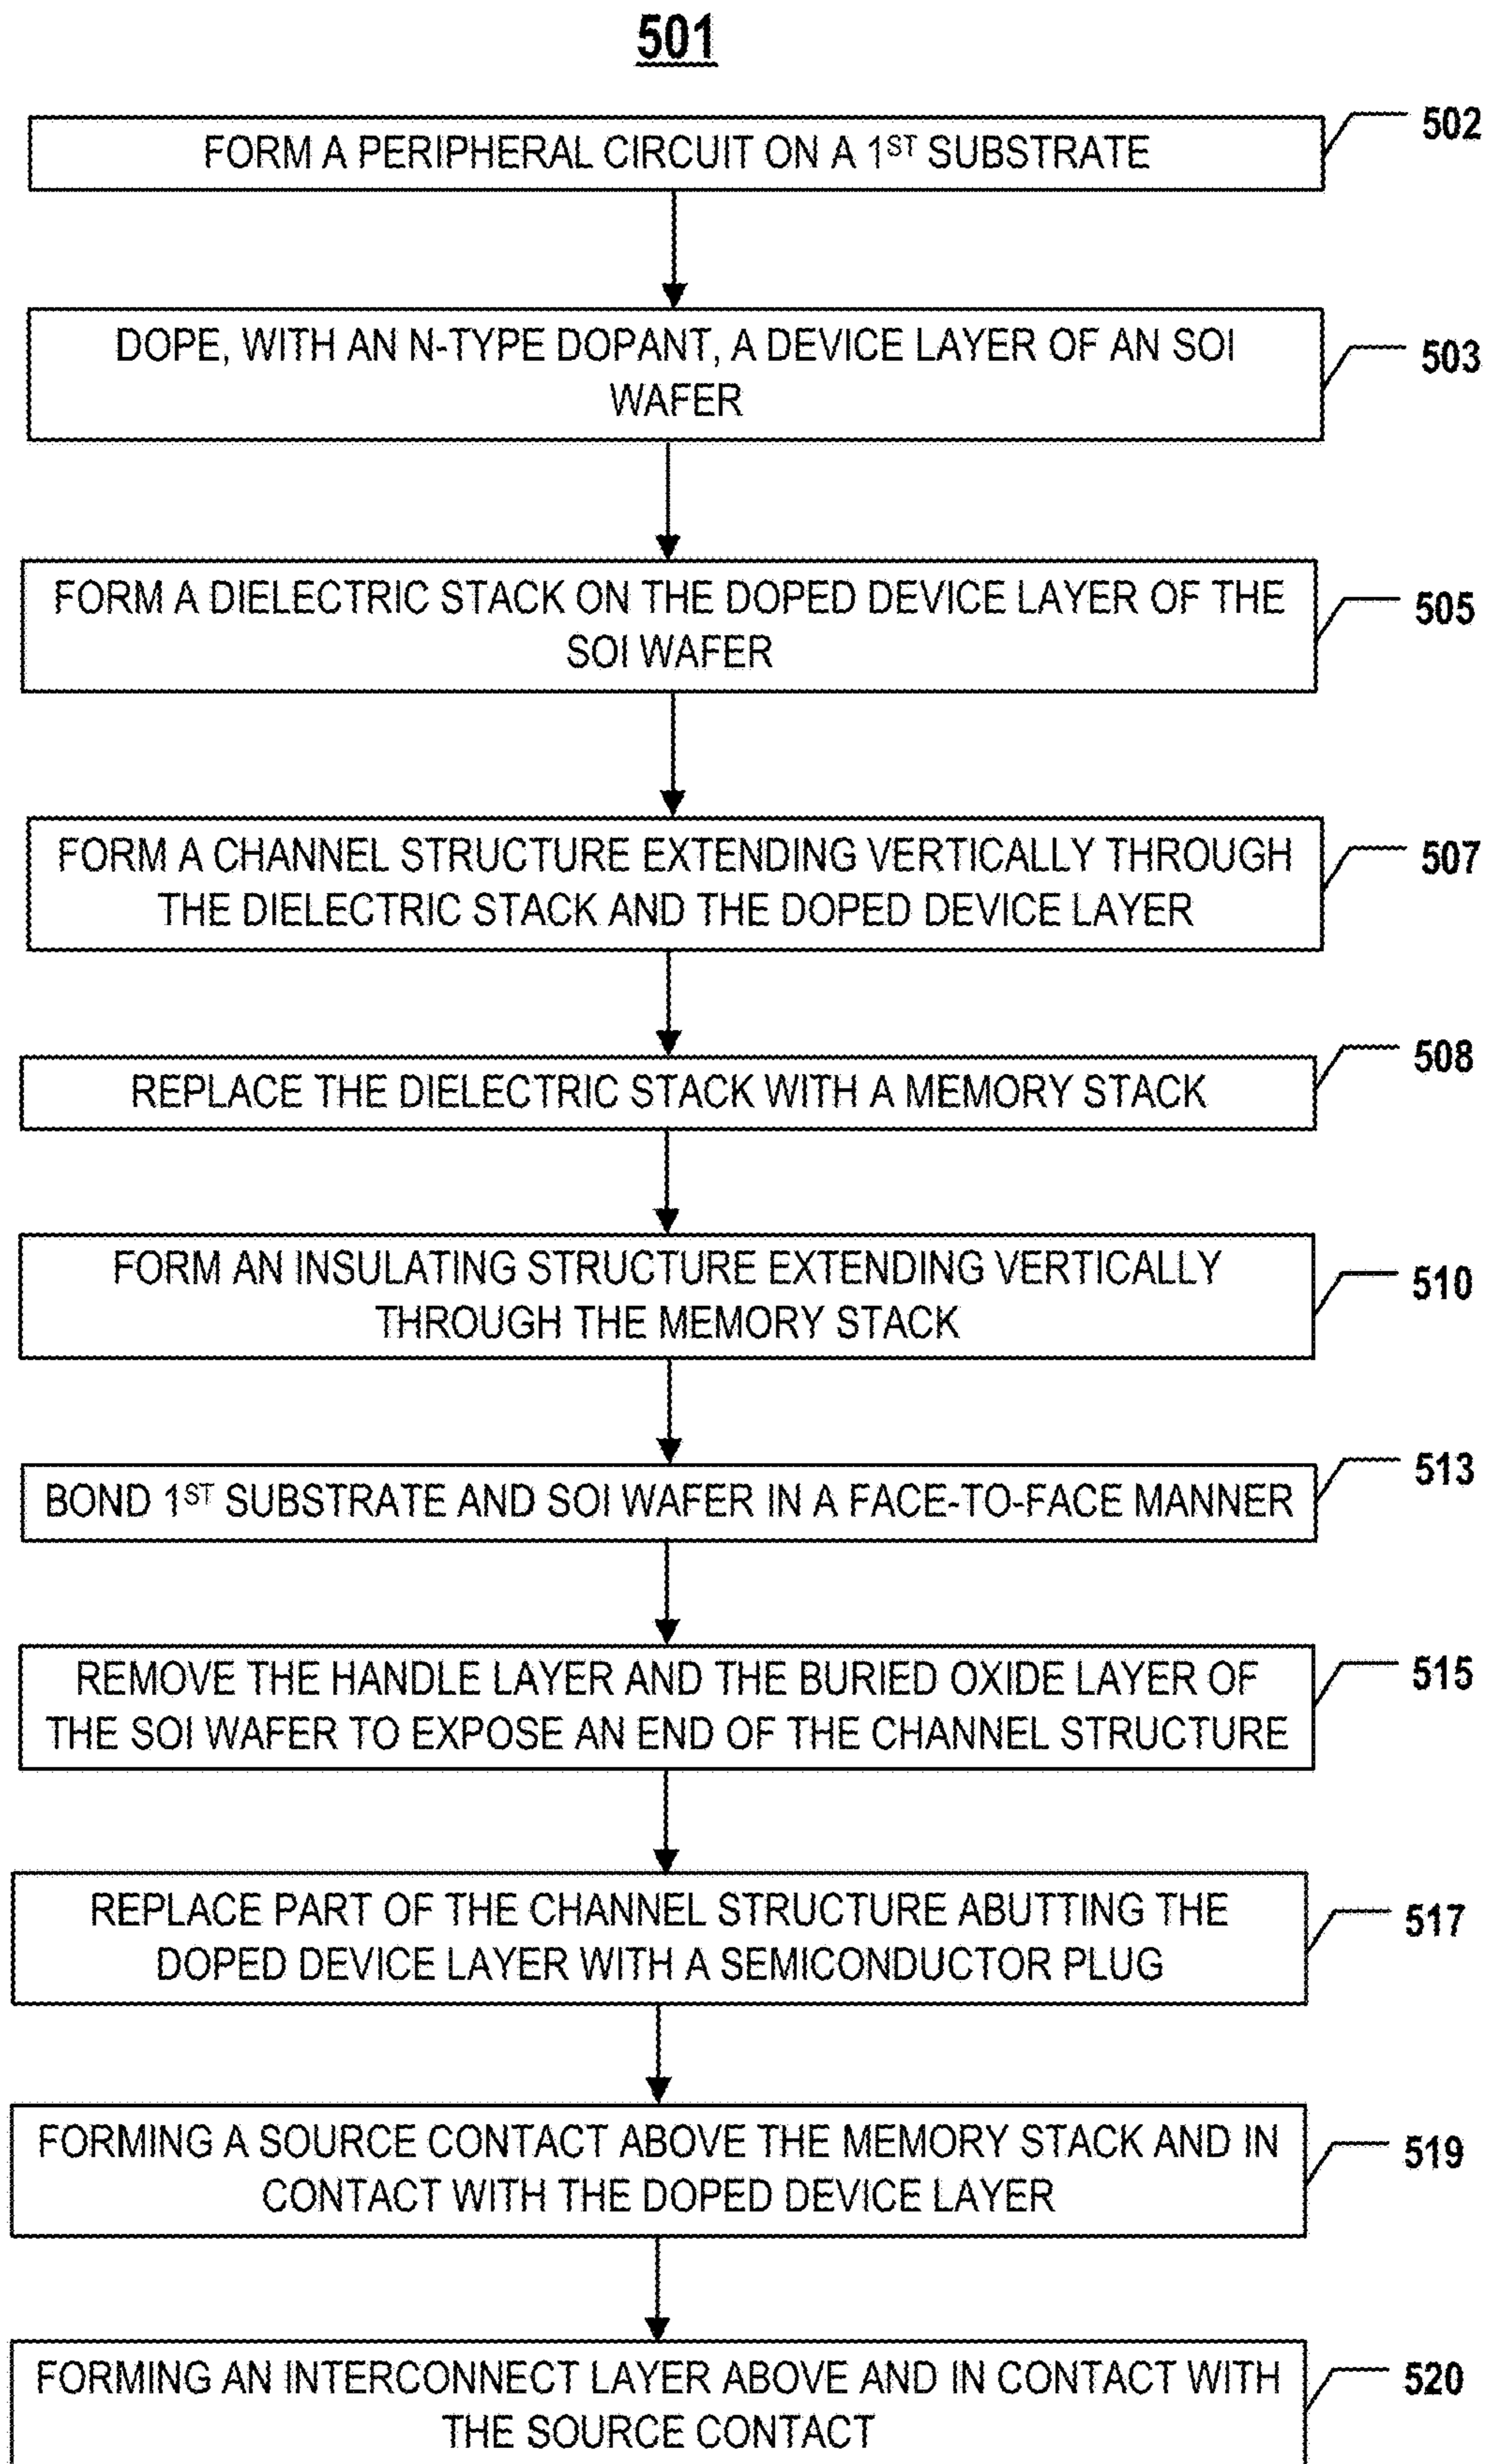 501
FORM A PERIPHERAL CIRCUIT ON A 1ST SUBSTRATE
502
DOPE, WITH AN N-TYPE DOPANT, A DEVICE LAYER OF AN SOI
WAFER
503
FORM A DIELECTRIC STACK ON THE DOPED DEVICE LAYER OF THE
SOI WAFER
505
FORM A CHANNEL STRUCTURE EXTENDING VERTICALLY THROUGH
THE DIELECTRIC STACK AND THE DOPED DEVICE LAYER
507
REPLACE THE DIELECTRIC STACK WITH A MEMORY STACK
508
FORM AN INSULATING STRUCTURE EXTENDING VERTICALLY
THROUGH THE MEMORY STACK
510
BOND 1ST SUBSTRATE AND SOI WAFER IN A FACE-TO-FACE MANNER
513
REMOVE THE HANDLE LAYER AND THE BURIED OXIDE LAYER OF
THE SOI WAFER TO EXPOSE AN END OF THE CHANNEL STRUCTURE
515
REPLACE PART OF THE CHANNEL STRUCTURE ABUTTING THE
DOPED DEVICE LAYER WITH A SEMICONDUCTOR PLUG
517
FORMING A SOURCE CONTACT ABOVE THE MEMORY STACK AND IN
CONTACT WITH THE DOPED DEVICE LAYER
519
FORMING AN INTERCONNECT LAYER ABOVE AND IN CONTACT WITH
THE SOURCE CONTACT
520